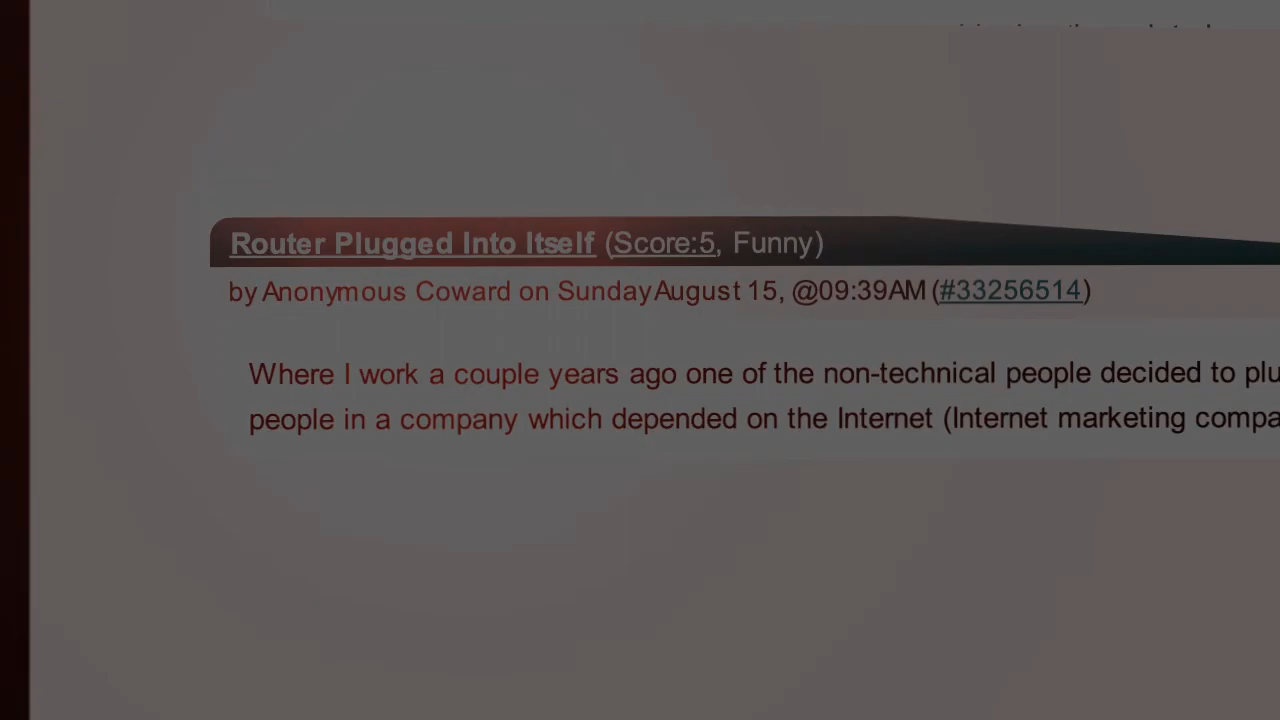 Router Plugged Into Itself (Score:5, Funny)
by Anonymous Coward on Sunday August 15, @09:39AM (#33256514)
Where I work a couple years ago one of the non-technical people decided to plu
people in a company which depended on the Internet (Internet marketing compa